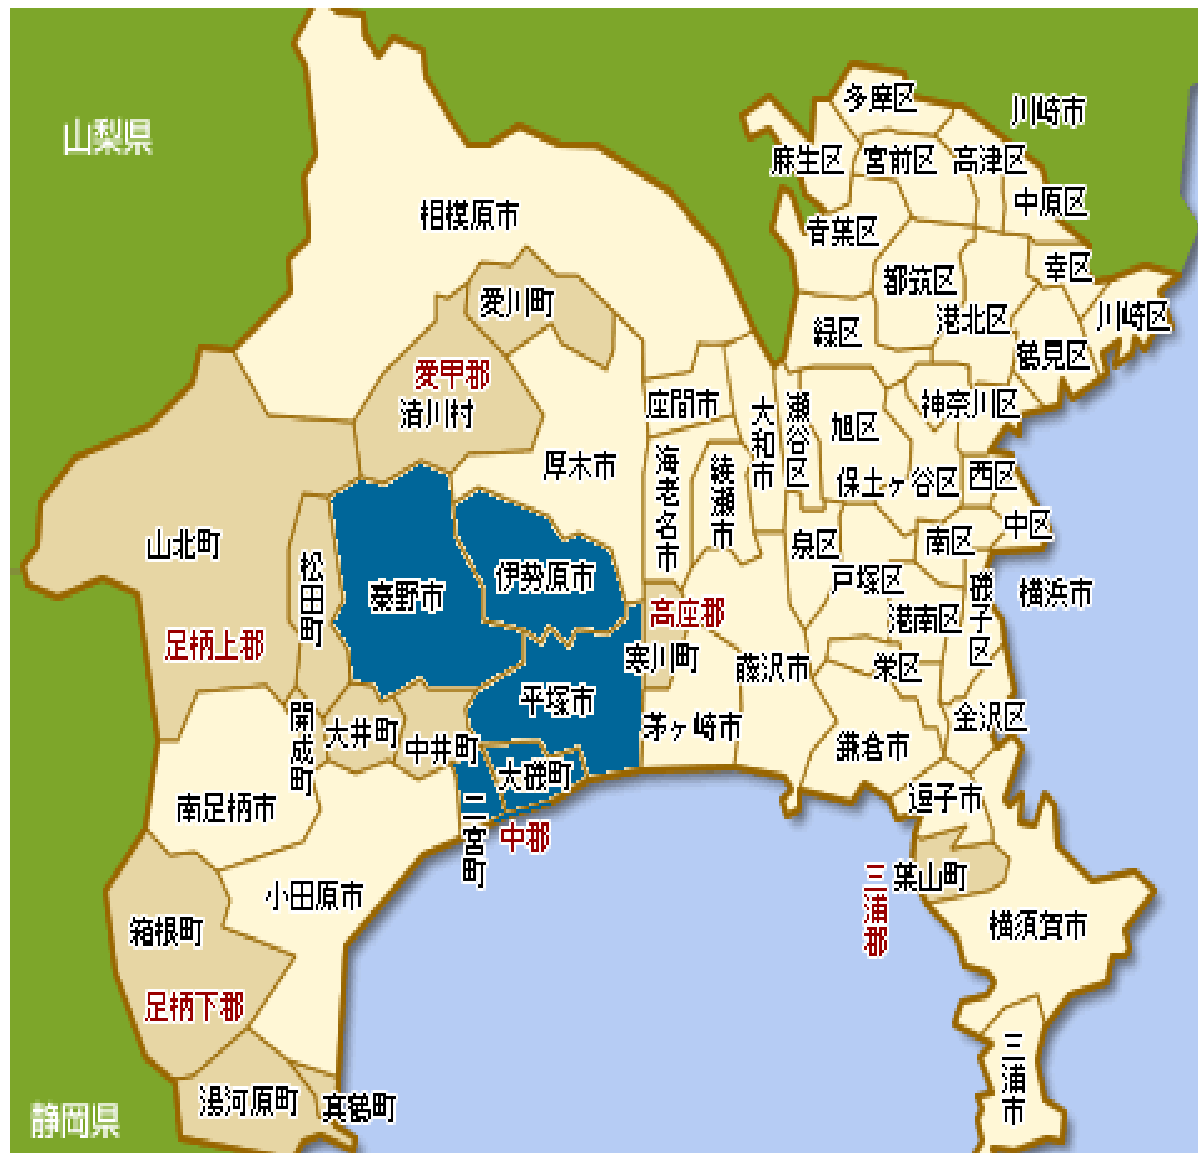 多摩区
川崎市
山梨県
麻生区
宮前区
高津区
中原区
相模原市
青葉区
都筑区
幸区
愛川町
港北区
川崎区
緑区
鶴見区
愛甲郡
清川村
座間市
大和市
瀬谷区
旭区
神奈川区
厚木市
海老名市
綾瀬市
保土ヶ谷区
西区
山北町
松田町
秦野市
伊勢原市
泉区
南区
中区
戸塚区
磯子区
横浜市
足柄上郡
高座郡
寒川町
港南区
藤沢市
栄区
平塚市
開成町
大井町
中井町
茅ヶ崎市
鎌倉市
金沢区
大磯町
南足柄市
二宮町
中郡
逗子市
小田原市
三浦郡
葉山町
箱根町
横須賀市
足柄下郡
三浦市
湯河原町
真鶴町
静岡県